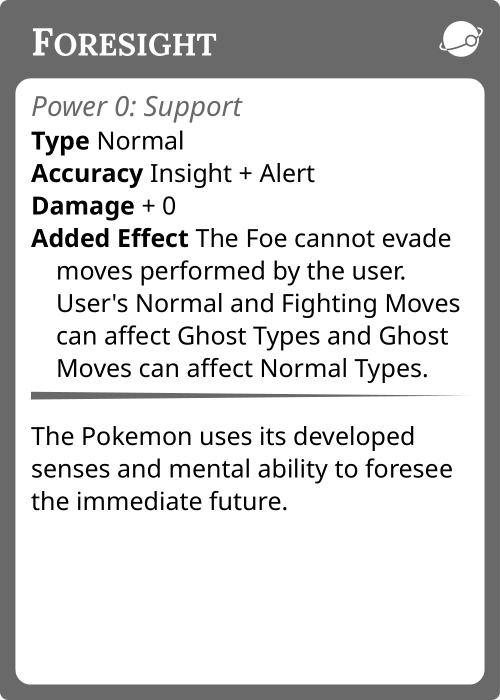 FORESIGHT
Power 0: Support
Type Normal
Accuracy Insight + Alert
Damage + 0
Added Effect The Foe cannot evade
moves performed by the user.
User's Normal and Fighting Moves
can affect Ghost Types and Ghost
Moves can affect Normal Types.
The Pokemon uses its developed
senses and mental ability to foresee
the immediate future.